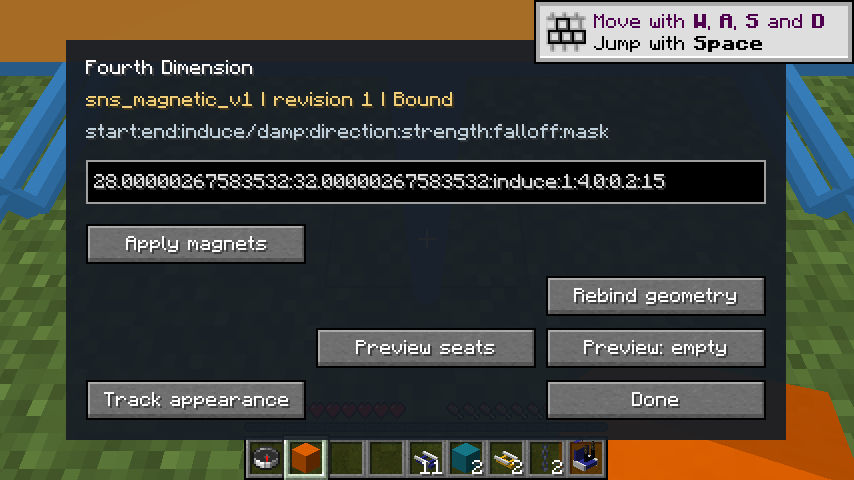 Move with W, A, S and D
Jump with Space
Fourth Dimension
sns_magnetic_v1 | revision 1 | Bound
start:end:induce/damp:direction:strength:falloff:mask
28.00000267583532:32.00000267583532:induce:1:4.0:0.2:15
Apply magnets
Rebind geometry
Preview seats
Preview: empty
Track appearance
Done
11
2
2
2